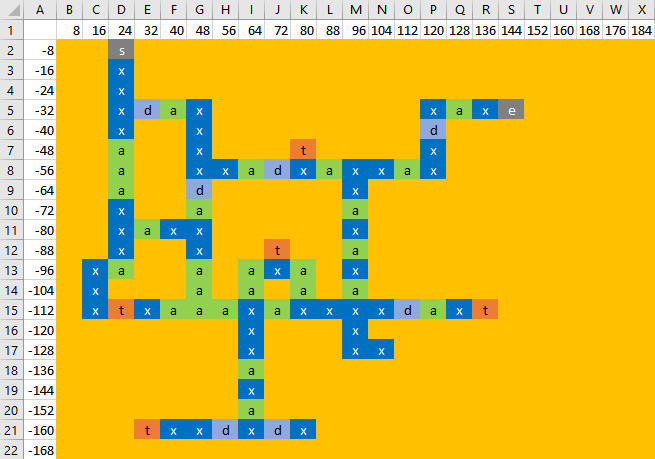 A B C D E F G H I J K L M N O P Q R S T U V W X
1 8 16 24 32 40 48 56 64 72 80 88 96 104 112 120 128 136 144 152 160 168 176 184
2 -8 s
3 -16 x
4 -24 x
5 -32 x d a x x a x e
6 -40 x x d
7 -48 a x t x
8 -56 a x x a d x a x x a x
9 -64 a d x
10 -72 x a a
11 -80 x a x x x
12 -88 x x t a
13 -96 x a a a x a x
14 -104 x a a a a
15 -112 x t x a a a x a x x x x d a x t
16 -120 x x
17 -128 x x x
18 -136 a
19 -144 x
20 -152 a
21 -160 t x x d x d x
22 -168